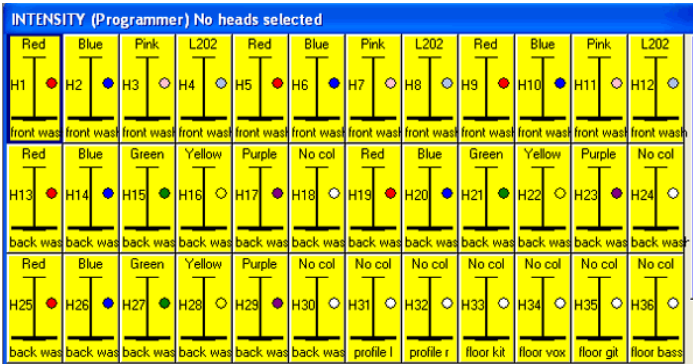 INTENSITY (Programmer) No heads selected
Red Blue Pink L202 Red Blue Pink L202 Red Blue Pink L202
H1 H2 H3 H4 H5 H6 H7 H8 H9 H10 H11 H12
front was front wash front wash front wash front wash front wash front wash front wash front wash front wash front wash front wash
Red Blue Green Yellow Purple No col Red Blue Green Yellow Purple No col
H13 H14 H15 H16 H17 H18 H19 H20 H21 H22 H23 H24
back was back was back was back was back was back was back was back was back was back was back was back wash
Red Blue Green Yellow Purple No col No col No col No col No col No col No col
H25 H26 H27 H28 H29 H30 H31 H32 H33 H34 H35 H36
back was back was back was back was back was back was profile l profile r floor kit floor vox floor git floor bass